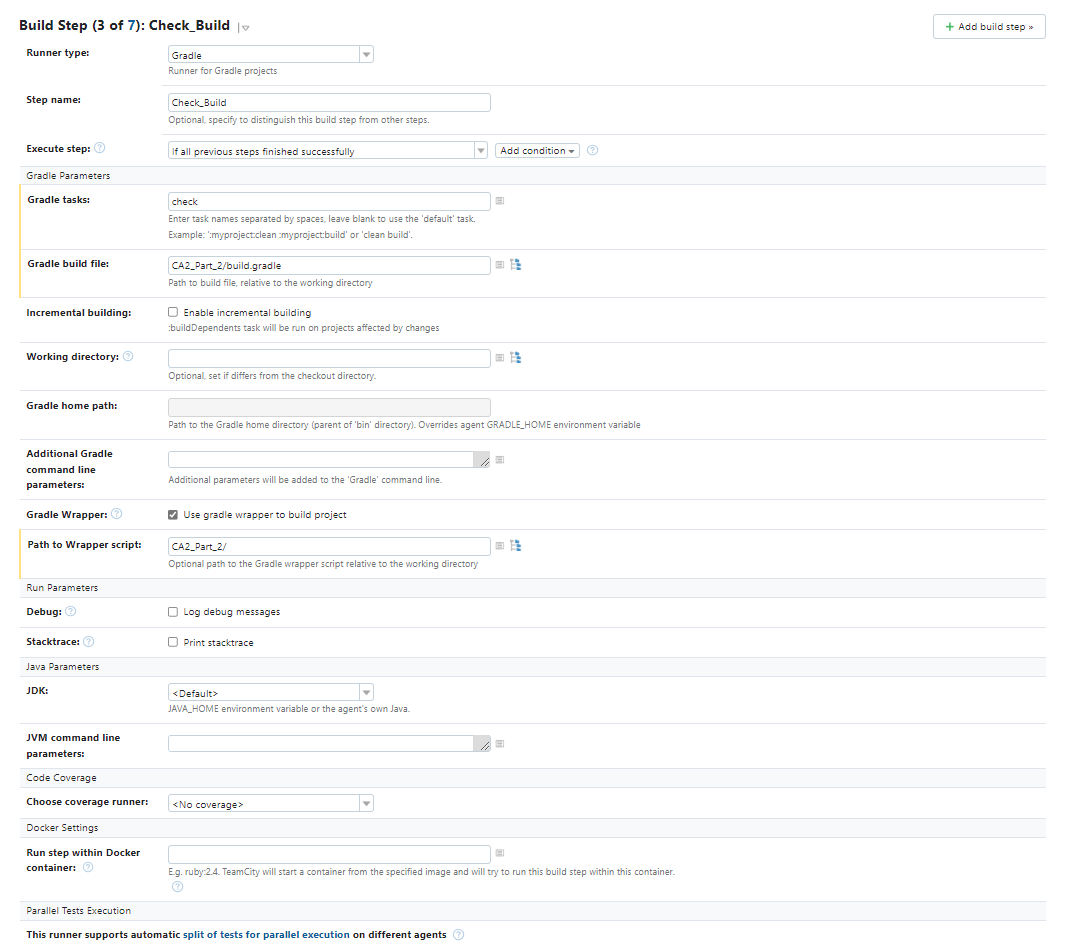 Build Step (3 of 7): Check_Build
+ Add build step »
Runner type:
Gradle
Runner for Gradle projects
Step name:
Check_Build
Optional, specify to distinguish this build step from other steps.
Execute step:
If all previous steps finished successfully
Add condition
Gradle Parameters
Gradle tasks:
check
Enter task names separated by spaces, leave blank to use the 'default' task.
Example: ':myproject:clean :myproject:build' or 'clean build'.
Gradle build file:
CA2_Part_2/build.gradle
Path to build file, relative to the working directory
Incremental building:
Enable incremental building
:buildDependents task will be run on projects affected by changes
Working directory:
Optional, set if differs from the checkout directory.
Gradle home path:
Path to the Gradle home directory (parent of 'bin' directory). Overrides agent GRADLE_HOME environment variable
Additional Gradle
command line
parameters:
Additional parameters will be added to the 'Gradle' command line.
Gradle Wrapper:
Use gradle wrapper to build project
Path to Wrapper script:
CA2_Part_2/
Optional path to the Gradle wrapper script relative to the working directory
Run Parameters
Debug:
Log debug messages
Stacktrace:
Print stacktrace
Java Parameters
JDK:
<Default>
JAVA_HOME environment variable or the agent's own Java.
JVM command line
parameters:
Code Coverage
Choose coverage runner:
<No coverage>
Docker Settings
Run step within Docker
container:
E.g. ruby:2.4. TeamCity will start a container from the specified image and will try to run this build step within this container.
Parallel Tests Execution
This runner supports automatic split of tests for parallel execution on different agents